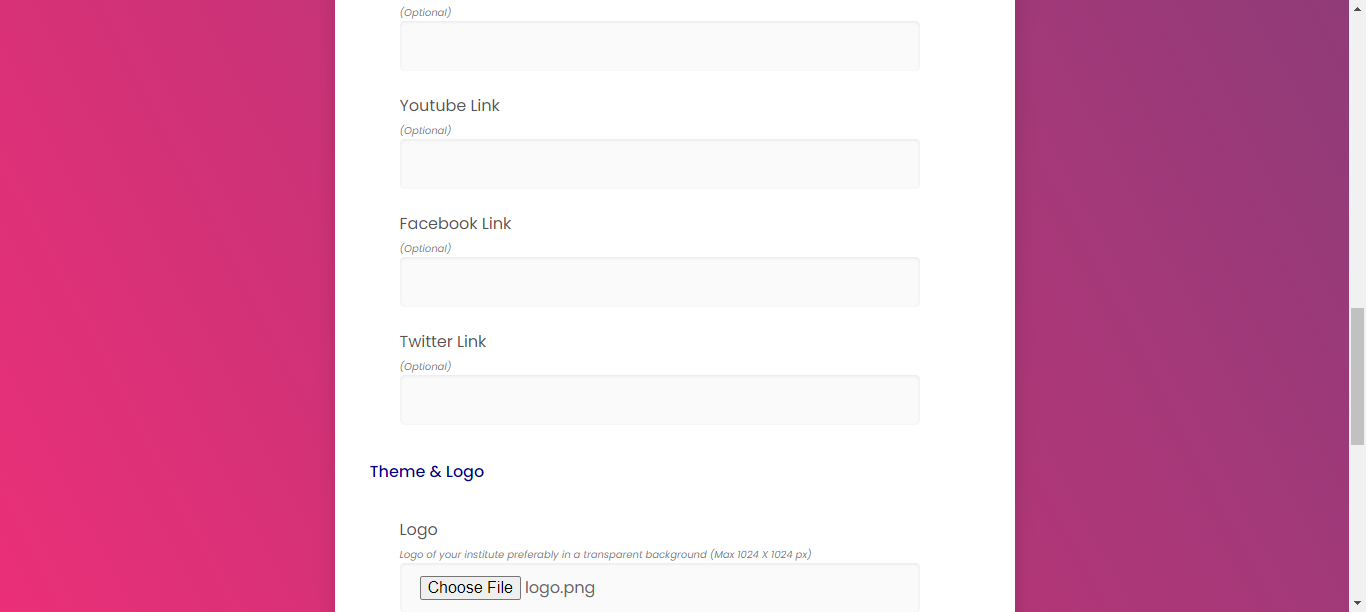 (Optional)
Youtube Link
(Optional)
Facebook Link
(Optional)
Twitter Link
(Optional)
Theme & Logo
Logo
Logo of your institute preferably in a transparent background (Max 1024 X 1024 px)
Choose File logo.png